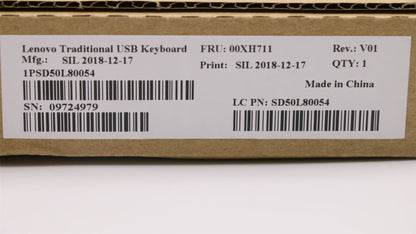 Lenovo Traditional USB Keyboard FRU: 00XH711 Rev.: V01
Mfg.: SIL 2018-12-17 Print: SIL 2018-12-17 QTY: 1
1PSD50L80054
Made in China
SN: 09724979 LC PN: SD50L80054